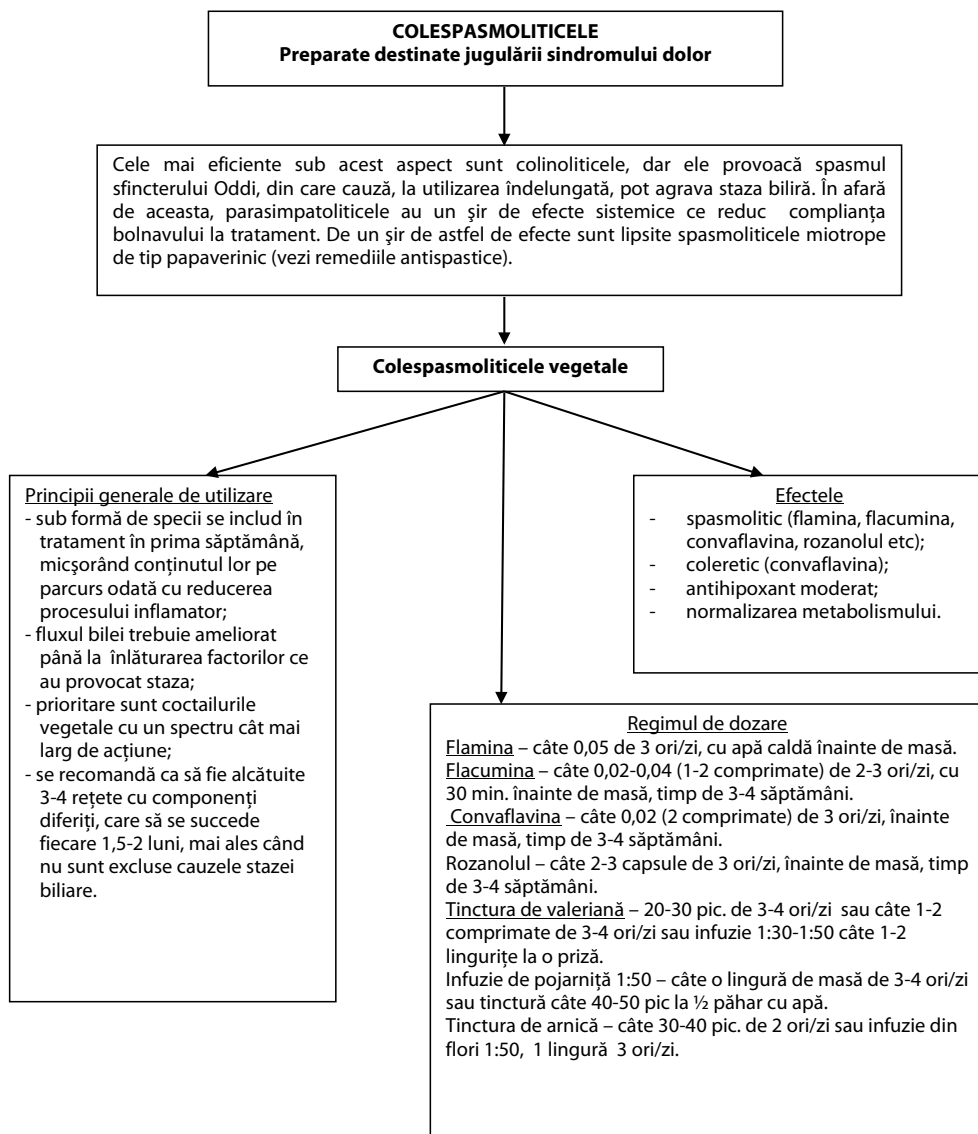 COLESPASMOLITICELE
Preparate destinate jugulării sindromului dolor
Cele mai eficiente sub acest aspect sunt colinoliticele, dar ele provoacă spasmul
sfincterului Oddi, din care cauză, la utilizarea îndelungată, pot agrava staza biliră. În afară
de aceasta, parasimpatoliticele au un şir de efecte sistemice ce reduc complianţa
bolnavului la tratament. De un şir de astfel de efecte sunt lipsite spasmoliticele miotrope
de tip papaverinic (vezi remediile antispastice).
Colespasmoliticele vegetale
Principii generale de utilizare
- sub formă de specii se includ în
tratament în prima săptămână,
micşorând conţinutul lor pe
parcurs odată cu reducerea
procesului inflamator;
- fluxul bilei trebuie ameliorat
până la înlăturarea factorilor ce
au provocat staza;
- prioritare sunt coctailurile
vegetale cu un spectru cât mai
larg de acţiune;
- se recomandă ca să fie alcătuite
3-4 reţete cu componenţi
diferiţi, care să se succede
fiecare 1,5-2 luni, mai ales când
nu sunt excluse cauzele stazei
biliare.
Efectele
- spasmolitic (flamina, flacumina,
convaflavina, rozanolul etc);
- coleretic (convaflavina);
- antihipoxant moderat;
- normalizarea metabolismului.
Regimul de dozare
Flamina – câte 0,05 de 3 ori/zi, cu apă caldă înainte de masă.
Flacumina – câte 0,02-0,04 (1-2 comprimate) de 2-3 ori/zi, cu
30 min. înainte de masă, timp de 3-4 săptămâni.
Convaflavina – câte 0,02 (2 comprimate) de 3 ori/zi, înainte
de masă, timp de 3-4 săptămâni.
Rozanolul – câte 2-3 capsule de 3 ori/zi, înainte de masă, timp
de 3-4 săptămâni.
Tinctura de valeriană – 20-30 pic. de 3-4 ori/zi sau câte 1-2
comprimate de 3-4 ori/zi sau infuzie 1:30-1:50 câte 1-2
linguriţe la o priză.
Infuzie de pojarniţă 1:50 – câte o lingură de masă de 3-4 ori/zi
sau tinctură câte 40-50 pic la ½ păhar cu apă.
Tinctura de arnică – câte 30-40 pic. de 2 ori/zi sau infuzie din
flori 1:50, 1 lingură 3 ori/zi.